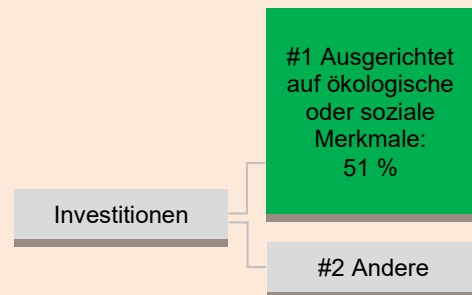 #1 Ausgerichtet
auf ökologische
oder soziale
Merkmale:
51 %
Investitionen
#2 Andere